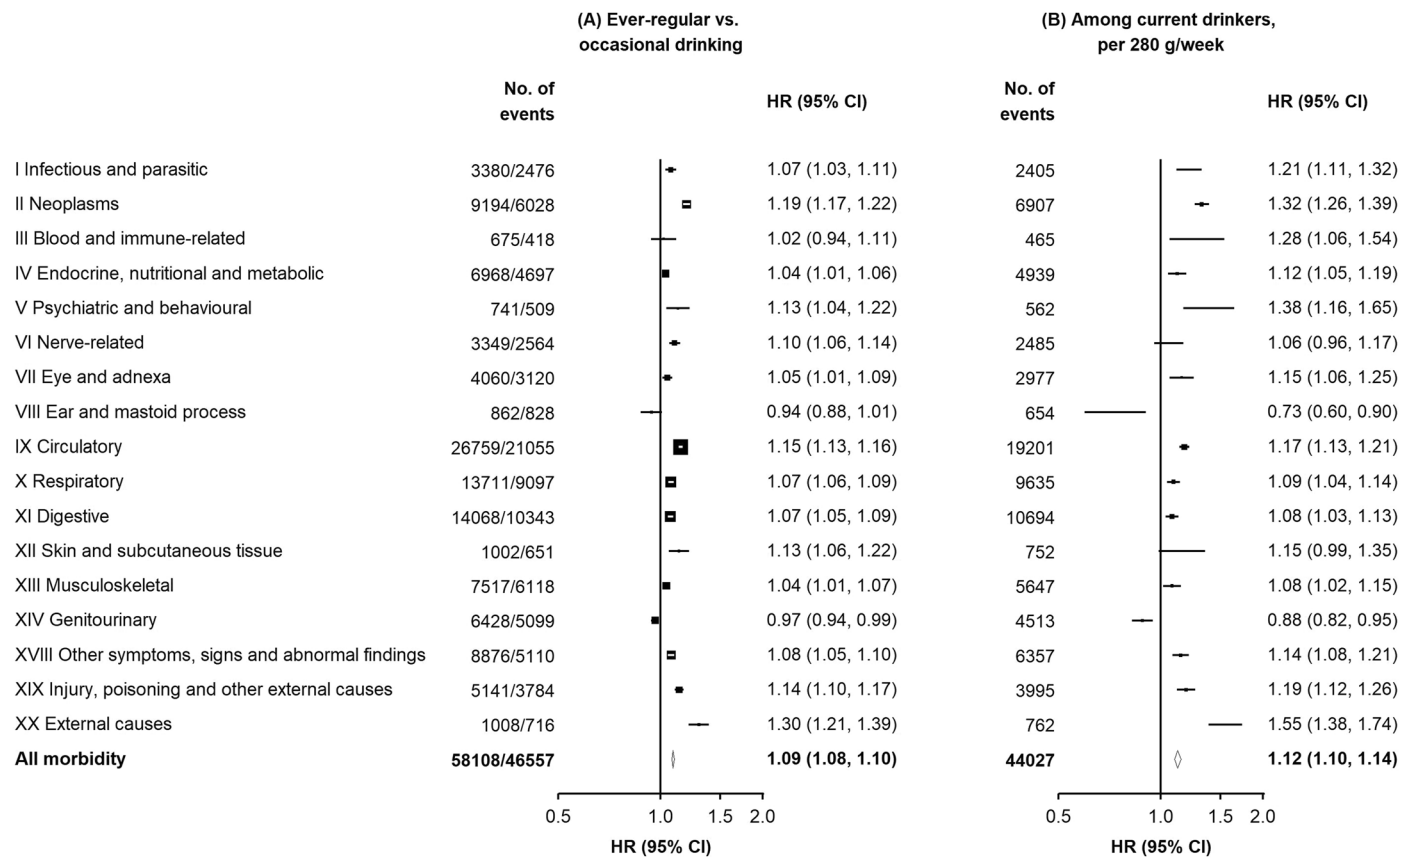 (A) Ever-regular vs.
occasional drinking
(B) Among current drinkers,
per 280 g/week
No. of
events
HR (95% CI)
No. of
events
HR (95% CI)
I Infectious and parasitic 3380/2476 1.07 (1.03, 1.11) 2405 1.21 (1.11, 1.32)
II Neoplasms 9194/6028 1.19 (1.17, 1.22) 6907 1.32 (1.26, 1.39)
III Blood and immune-related 675/418 1.02 (0.94, 1.11) 465 1.28 (1.06, 1.54)
IV Endocrine, nutritional and metabolic 6968/4697 1.04 (1.01, 1.06) 4939 1.12 (1.05, 1.19)
V Psychiatric and behavioural 741/509 1.13 (1.04, 1.22) 562 1.38 (1.16, 1.65)
VI Nerve-related 3349/2564 1.10 (1.06, 1.14) 2485 1.06 (0.96, 1.17)
VII Eye and adnexa 4060/3120 1.05 (1.01, 1.09) 2977 1.15 (1.06, 1.25)
VIII Ear and mastoid process 862/828 0.94 (0.88, 1.01) 654 0.73 (0.60, 0.90)
IX Circulatory 26759/21055 1.15 (1.13, 1.16) 19201 1.17 (1.13, 1.21)
X Respiratory 13711/9097 1.07 (1.06, 1.09) 9635 1.09 (1.04, 1.14)
XI Digestive 14068/10343 1.07 (1.05, 1.09) 10694 1.08 (1.03, 1.13)
XII Skin and subcutaneous tissue 1002/651 1.13 (1.06, 1.22) 752 1.15 (0.99, 1.35)
XIII Musculoskeletal 7517/6118 1.04 (1.01, 1.07) 5647 1.08 (1.02, 1.15)
XIV Genitourinary 6428/5099 0.97 (0.94, 0.99) 4513 0.88 (0.82, 0.95)
XVIII Other symptoms, signs and abnormal findings 8876/5110 1.08 (1.05, 1.10) 6357 1.14 (1.08, 1.21)
XIX Injury, poisoning and other external causes 5141/3784 1.14 (1.10, 1.17) 3995 1.19 (1.12, 1.26)
XX External causes 1008/716 1.30 (1.21, 1.39) 762 1.55 (1.38, 1.74)
All morbidity 58108/46557 1.09 (1.08, 1.10) 44027 1.12 (1.10, 1.14)
0.5 1.0 1.5 2.0 0.5 1.0 1.5 2.0
HR (95% CI) HR (95% CI)